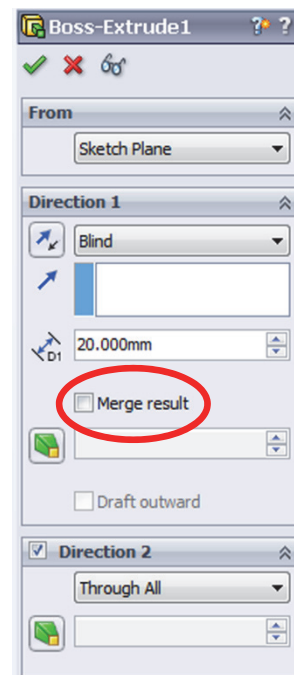 Boss-Extrude1 ? ?
From
Sketch Plane
Direction 1
Blind
D1 20.000mm
Merge result
Draft outward
Direction 2
Through All